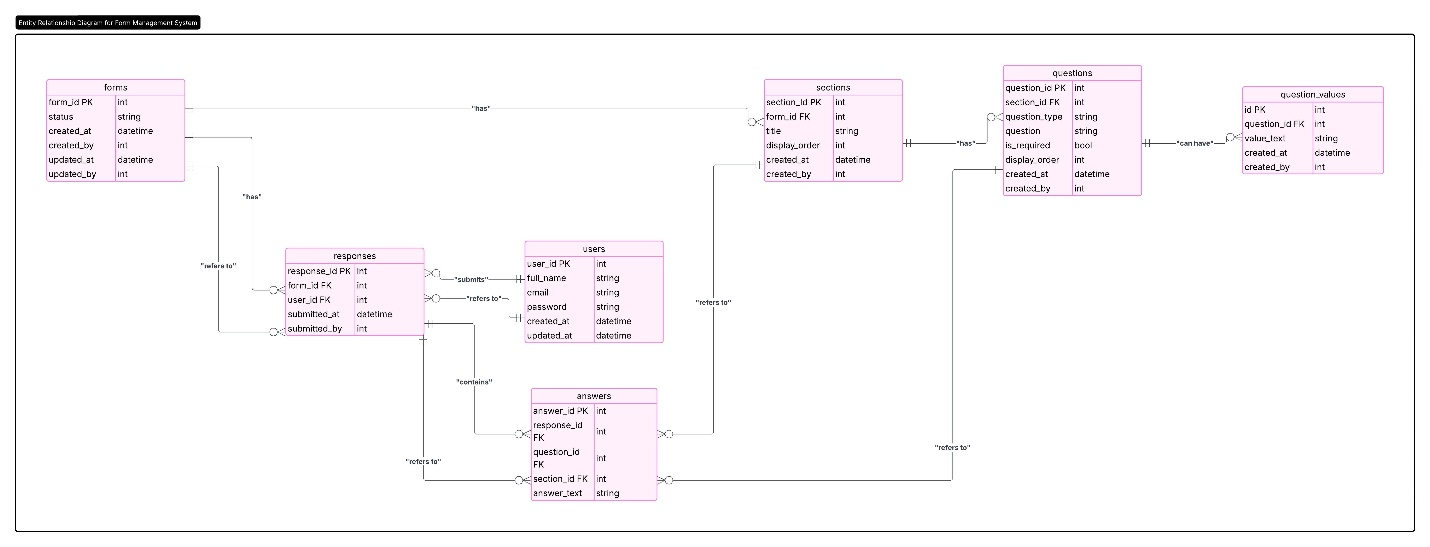 Entity Relationship Diagram for Form Management System
forms
form_id PK int
status string
created_at datetime
created_by int
updated_at datetime
updated_by int
"has"
sections
section_id PK int
form_id FK int
title string
display_order int
created_at datetime
created_by int
"has"
questions
question_id PK int
section_id FK int
question_type string
question string
is_required bool
display_order int
created_at datetime
created_by int
"can have"
question_values
id PK int
question_id FK int
value_text string
created_at datetime
created_by int
"has"
"refers to"
responses
response_id PK int
form_id FK int
user_id FK int
submitted_at datetime
submitted_by int
"submits"
"refers to"
users
user_id PK int
full_name string
email string
password string
created_at datetime
updated_at datetime
"refers to"
"contains"
"refers to"
answers
answer_id PK int
response_id
FK int
question_id
FK int
section_id FK int
answer_text string
"refers to"